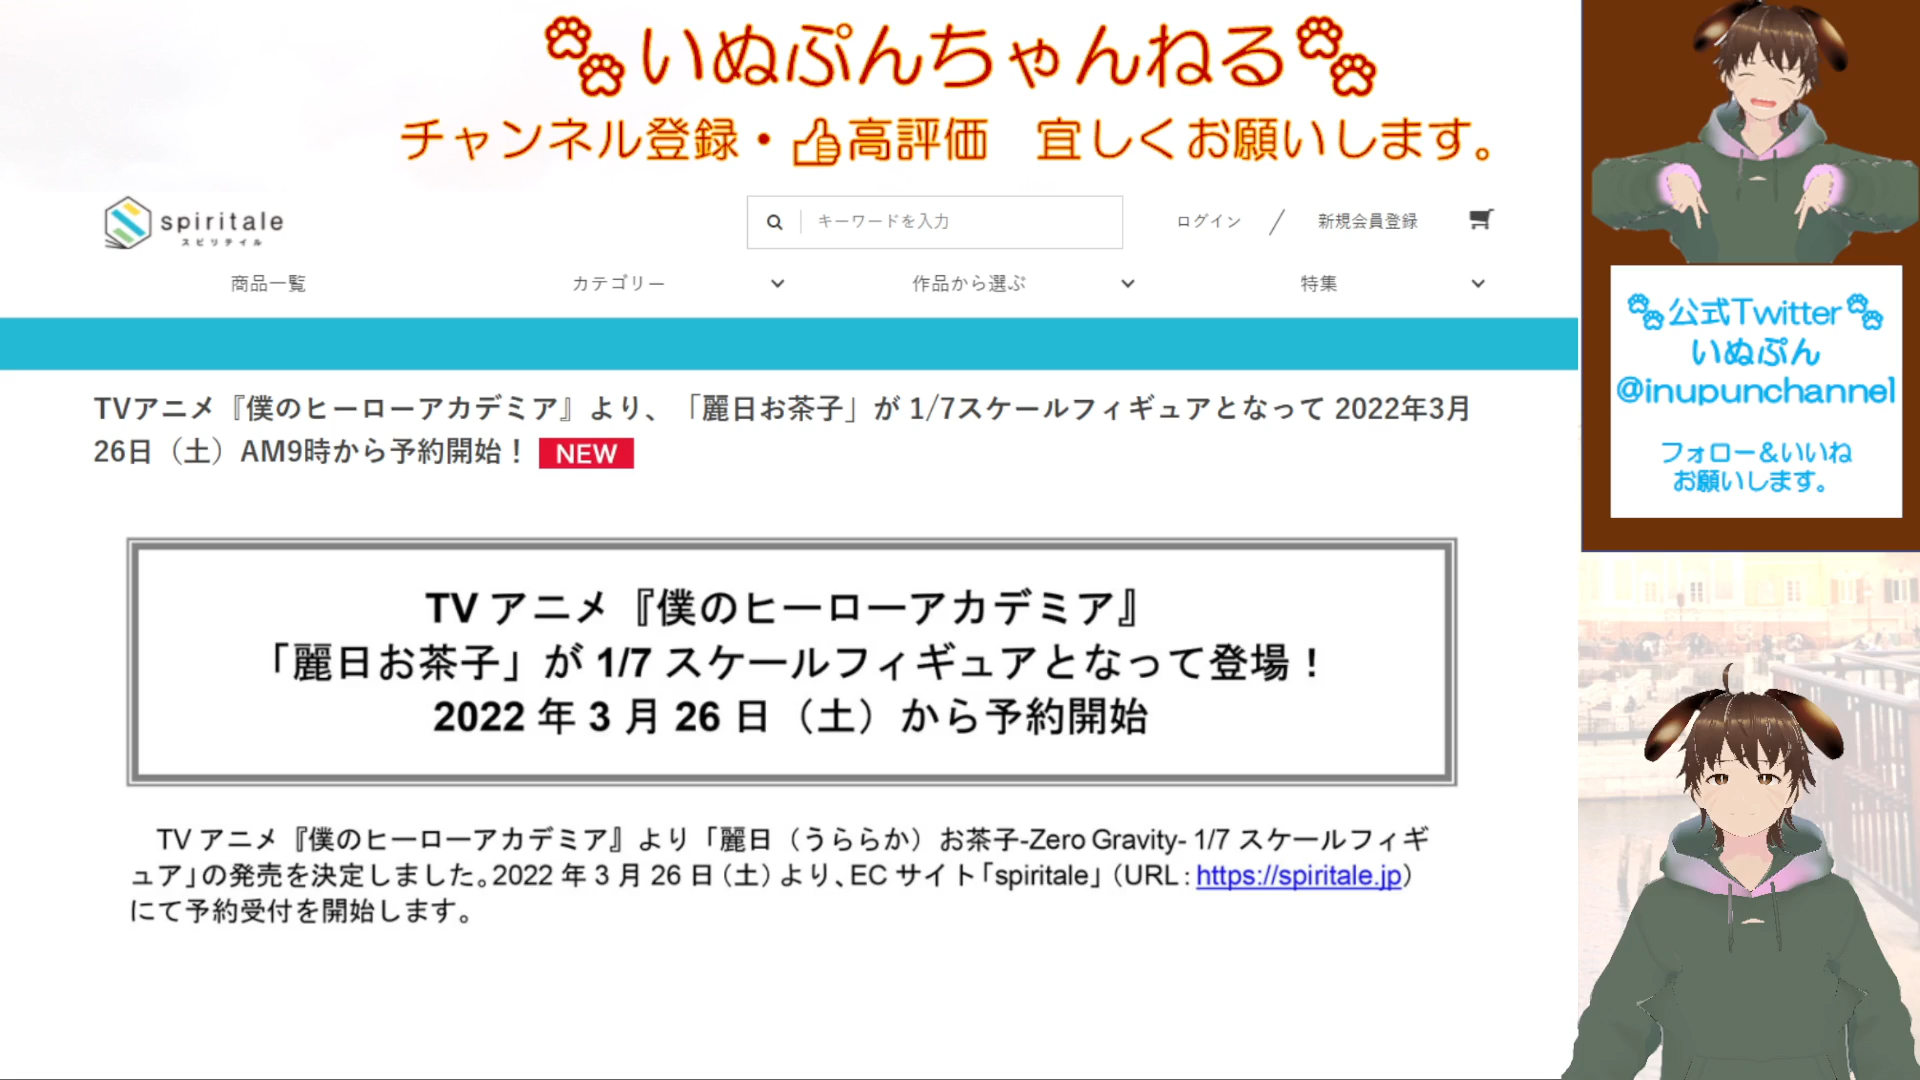 いぬぷんちゃんねる
チャンネル登録・👍高評価　宜しくお願いします。
spiritale
スピリテイル
キーワードを入力
ログイン
新規会員登録
商品一覧
カテゴリー
作品から選ぶ
特集
TVアニメ『僕のヒーローアカデミア』より、「麗日お茶子」が 1/7スケールフィギュアとなって 2022年3月
26日（土）AM9時から予約開始！ NEW
TV アニメ『僕のヒーローアカデミア』
「麗日お茶子」が 1/7 スケールフィギュアとなって登場！
2022 年 3 月 26 日（土）から予約開始
TV アニメ『僕のヒーローアカデミア』より「麗日（うららか）お茶子-Zero Gravity- 1/7 スケールフィギ
ュア」の発売を決定しました。2022 年 3 月 26 日（土）より、EC サイト「spiritale」（URL：https://spiritale.jp）
にて予約受付を開始します。
公式Twitter
いぬぷん
@inupunchannel
フォロー＆いいね
お願いします。